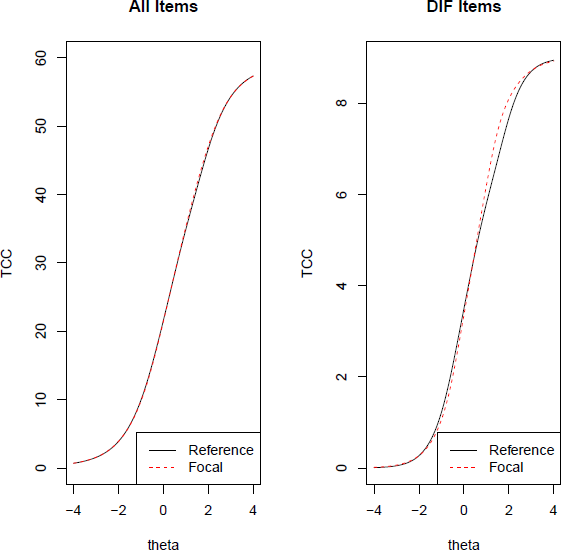 All Items
TCC
60
50
40
30
20
10
0
Reference
Focal
−4
−2
0
2
4
theta
DIF Items
TCC
8
6
4
2
0
Reference
Focal
−4
−2
0
2
4
theta